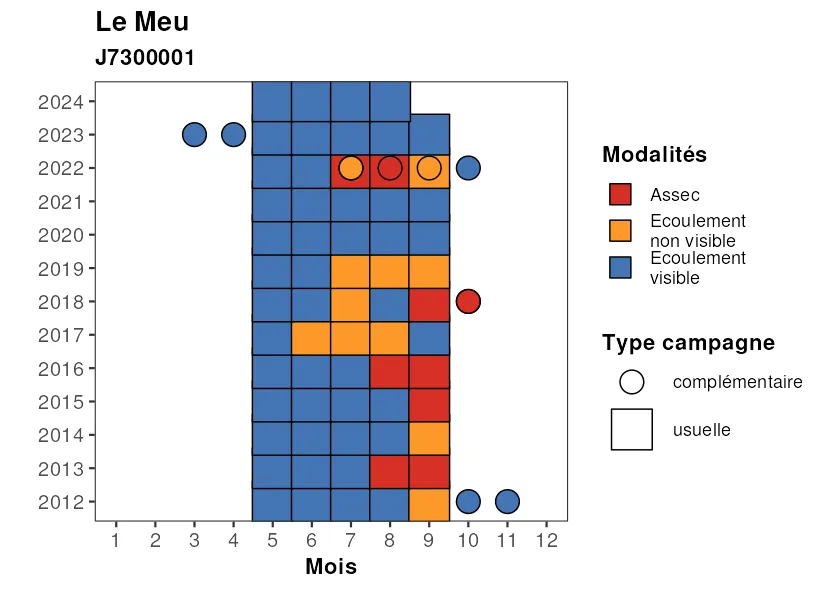 Le Meu
J7300001
2024
2023
2022
2021
2020
2019
2018
2017
2016
2015
2014
2013
2012
1 2 3 4 5 6 7 8 9 10 11 12
Mois
Modalités
Assec
Ecoulement
non visible
Ecoulement
visible
Type campagne
complémentaire
usuelle